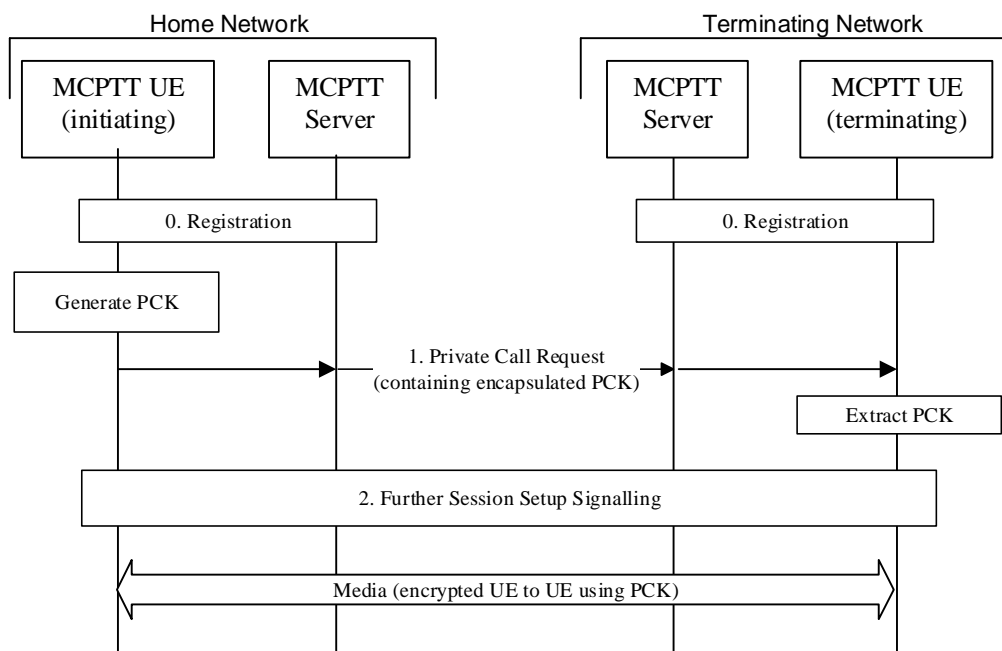 Home Network
Terminating Network
MCPTT UE
(initiating)
MCPTT
Server
MCPTT
Server
MCPTT UE
(terminating)
0. Registration
0. Registration
Generate PCK
1. Private Call Request
(containing encapsulated PCK)
Extract PCK
2. Further Session Setup Signalling
Media (encrypted UE to UE using PCK)